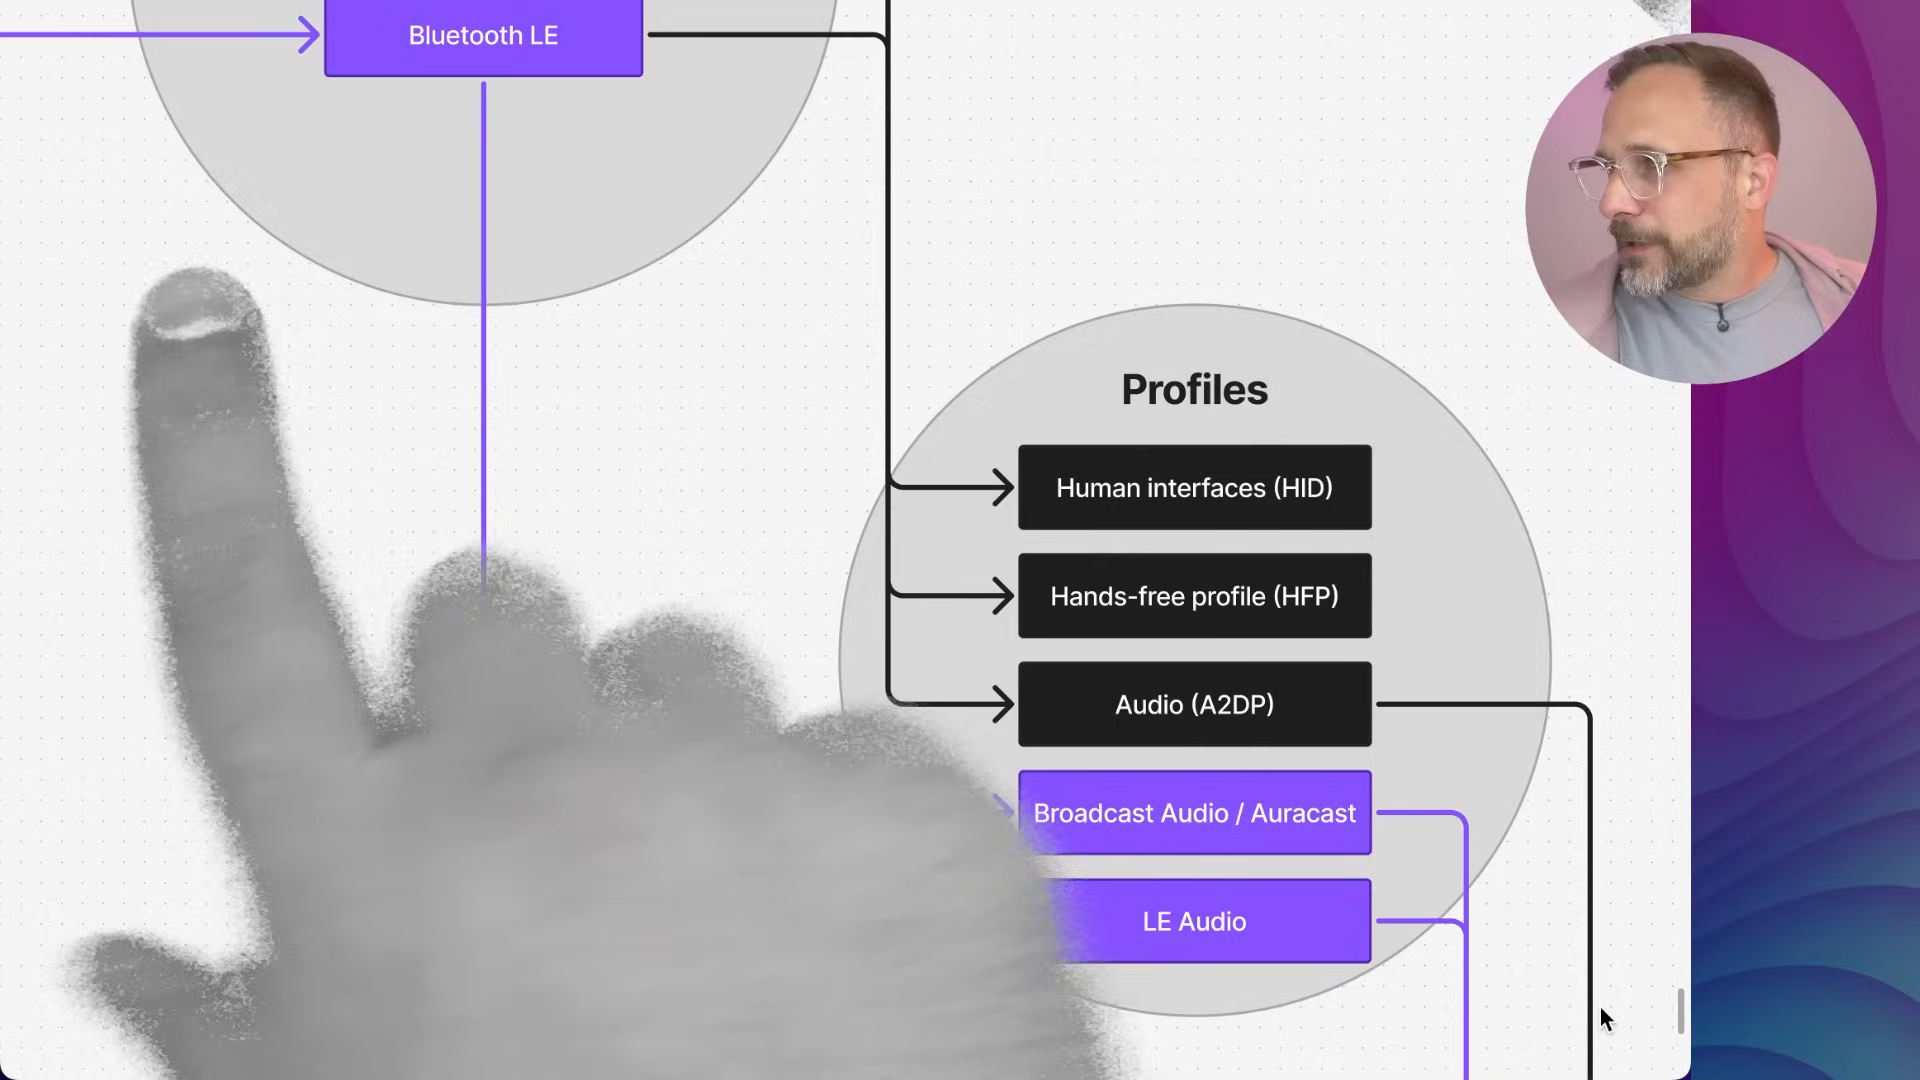 Bluetooth LE
Profiles
Human interfaces (HID)
Hands-free profile (HFP)
Audio (A2DP)
Broadcast Audio / Auracast
LE Audio